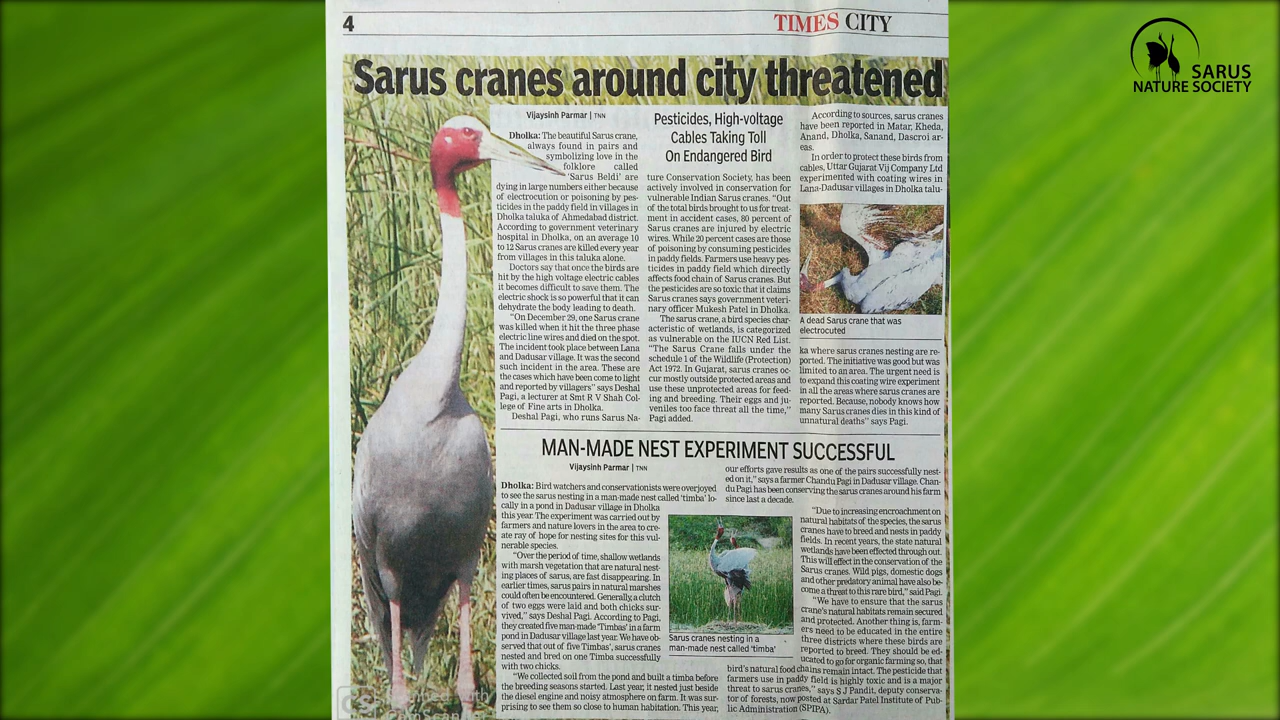 4
TIMES CITY
SARUS
NATURE SOCIETY
Sarus cranes around city threatened
Vijaysinh Parmar | TNN
Dholka: The beautiful Sarus crane,
always found in pairs and
symbolizing love in the
folklore called
'Sarus Beldi' are
dying in large numbers either because
of electrocution or poisoning by pes-
ticides in the paddy field in villages in
Dholka taluka of Ahmedabad district.
According to government veterinary
hospital in Dholka, on an average 10
to 12 Sarus cranes are killed every year
from villages in this taluka alone.
Doctors say that once the birds are
hit by the high voltage electric cables
it becomes difficult to save them. The
electric shock is so powerful that it can
dehydrate the body leading to death.
"On December 29, one Sarus crane
was killed when it hit the three phase
electric line wires and died on the spot.
The incident took place between Lana
and Dadusar village. It was the second
such incident in the area. These are
the cases which have been come to light
and reported by villagers" says Deshal
Pagi, a lecturer at Smt R V Shah Col-
lege of Fine arts in Dholka.
Deshal Pagi, who runs Sarus Na-
Pesticides, High-voltage
Cables Taking Toll
On Endangered Bird
ture Conservation Society, has been
actively involved in conservation for
vulnerable Indian Sarus cranes. "Out
of the total birds brought to us for treat-
ment in accident cases, 80 percent of
Sarus cranes are injured by electric
wires. While 20 percent cases are those
of poisoning by consuming pesticides
in paddy fields. Farmers use heavy pes-
ticides in paddy field which directly
affects food chain of Sarus cranes. But
the pesticides are so toxic that it claims
Sarus cranes says government veteri-
nary officer Mukesh Patel in Dholka.
The sarus crane, a bird species char-
acteristic of wetlands, is categorized
as vulnerable on the IUCN Red List.
"The Sarus Crane falls under the
schedule 1 of the Wildlife (Protection)
Act 1972. In Gujarat, sarus cranes oc-
cur mostly outside protected areas and
use these unprotected areas for feed-
ing and breeding. Their eggs and ju-
veniles too face threat all the time,"
Pagi added.
According to sources, sarus cranes
have been reported in Matar, Kheda,
Anand, Dholka, Sanand, Dascroi ar-
eas.
In order to protect these birds from
cables, Uttar Gujarat Vij Company Ltd
experimented with coating wires in
Lana-Dadusar villages in Dholka talu-
A dead Sarus crane that was
electrocuted
ka where sarus cranes nesting are re-
ported. The initiative was good but was
limited to an area. The urgent need is
to expand this coating wire experiment
in all the areas where sarus cranes are
reported. Because, nobody knows how
many Sarus cranes dies in this kind of
unnatural deaths" says Pagi.
MAN-MADE NEST EXPERIMENT SUCCESSFUL
Vijaysinh Parmar | TNN
Dholka: Bird watchers and conservationists were overjoyed
to see the sarus nesting in a man-made nest called 'timba' lo-
cally in a pond in Dadusar village in Dholka
this year. The experiment was carried out by
farmers and nature lovers in the area to cre-
ate ray of hope for nesting sites for this vul-
nerable species.
"Over the period of time, shallow wetlands
with marsh vegetation that are natural nest-
ing places of sarus, are fast disappearing. In
earlier times, sarus pairs in natural marshes
could often be encountered. Generally, a clutch
of two eggs were laid and both chicks sur-
vived," says Deshal Pagi. According to Pagi,
they created five man-made 'Timbas' in a farm
pond in Dadusar village last year. We have ob-
served that out of five Timbas', sarus cranes
nested and bred on one Timba successfully
with two chicks.
"We collected soil from the pond and built a timba before
the breeding seasons started. Last year, it nested just beside
the diesel engine and noisy atmosphere on farm. It was sur-
prising to see them so close to human habitation. This year,
our efforts gave results as one of the pairs successfully nest-
ed on it," says a farmer Chandu Pagi in Dadusar village. Chan-
du Pagi has been conserving the sarus cranes around his farm
since last a decade.
Sarus cranes nesting in a
man-made nest called 'timba'
"Due to increasing encroachment on
natural habitats of the species, the sarus
cranes have to breed and nests in paddy
fields. In recent years, the state natural
wetlands have been effected through out.
This will effect in the conservation of the
Sarus cranes. Wild pigs, domestic dogs
and other predatory animal have also be-
come a threat to this rare bird," said Pagi.
"We have to ensure that the sarus
crane's natural habitats remain secured
and protected. Another thing is, farm-
ers need to be educated in the entire
three districts where these birds are
reported to breed. They should be ed-
ucated to go for organic farming so, that
bird's natural food chains remain intact. The pesticide that
farmers use in paddy field is highly toxic and is a major
threat to sarus cranes," says S J Pandit, deputy conserva-
tor of forests, now posted at Sardar Patel Institute of Pub-
lic Administration (SPIPA).
CS